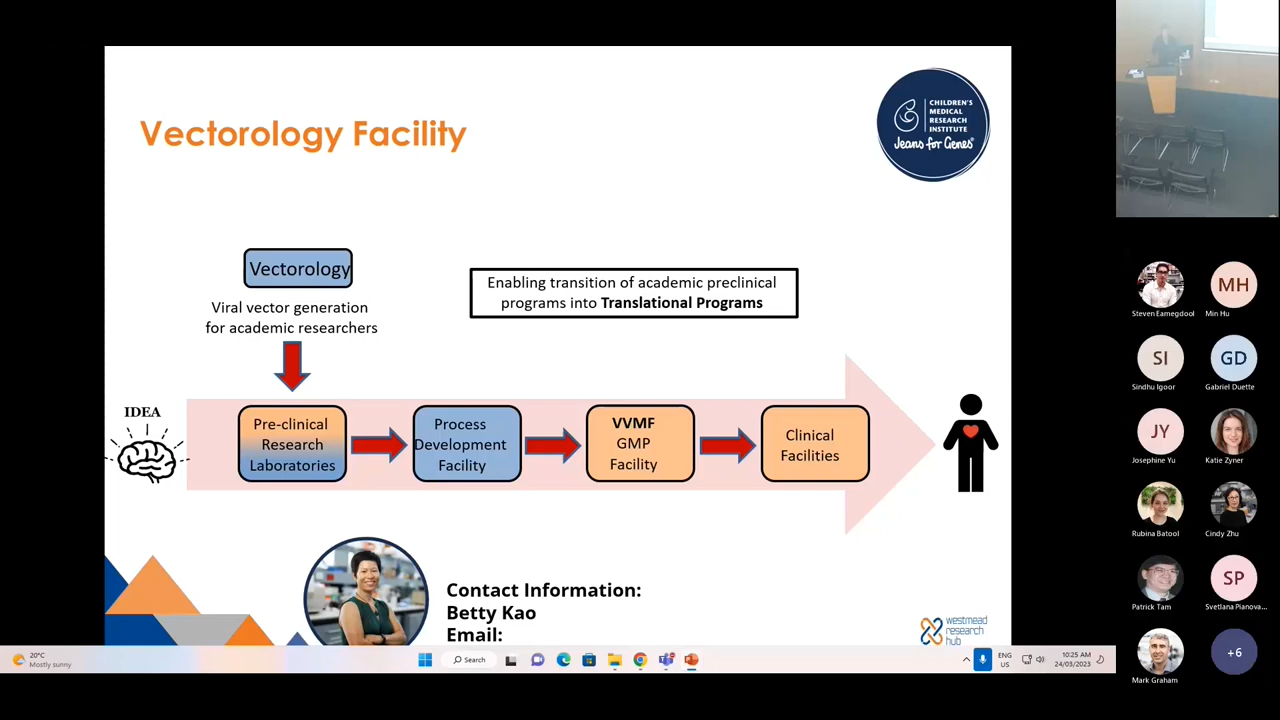 Vectorology Facility
CHILDREN'S
MEDICAL
RESEARCH
INSTITUTE
Jeans for Genes®
Vectorology
Viral vector generation
for academic researchers
Enabling transition of academic preclinical
programs into Translational Programs
IDEA
Pre-clinical
Research
Laboratories
Process
Development
Facility
VVMF
GMP
Facility
Clinical
Facilities
Contact Information:
Betty Kao
Email:
westmead
research
hub
20°C
Mostly sunny
Search
ENG
US
10:25 AM
24/03/2023
Steven Eamegdool
MH
Min Hu
SI
Sindhu Igoor
GD
Gabriel Duette
JY
Josephine Yu
Katie Zyner
Rubina Batool
Cindy Zhu
Patrick Tam
SP
Svetlana Pianova...
Mark Graham
+6